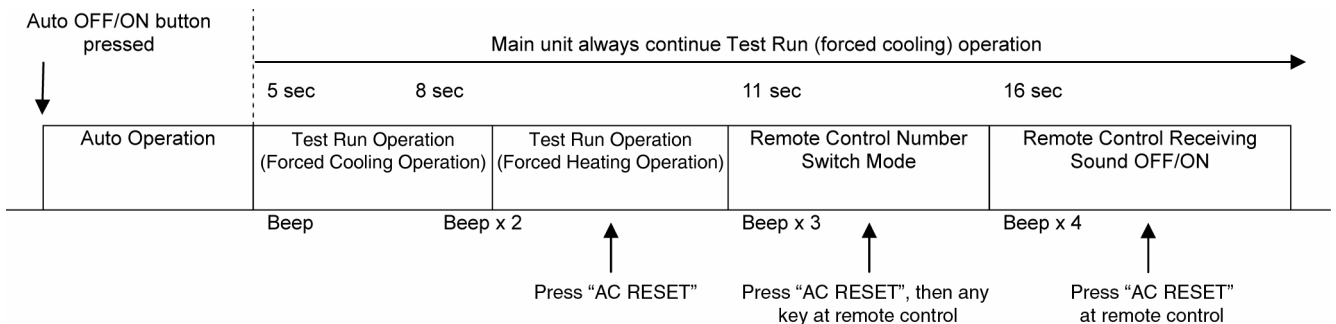 Auto OFF/ON button
pressed
Main unit always continue Test Run (forced cooling) operation
5 sec
8 sec
11 sec
16 sec
Auto Operation
Test Run Operation
(Forced Cooling Operation)
Test Run Operation
(Forced Heating Operation)
Remote Control Number
Switch Mode
Remote Control Receiving
Sound OFF/ON
Beep
Beep x 2
Beep x 3
Beep x 4
Press “AC RESET”
Press “AC RESET”, then any
key at remote control
Press “AC RESET”
at remote control